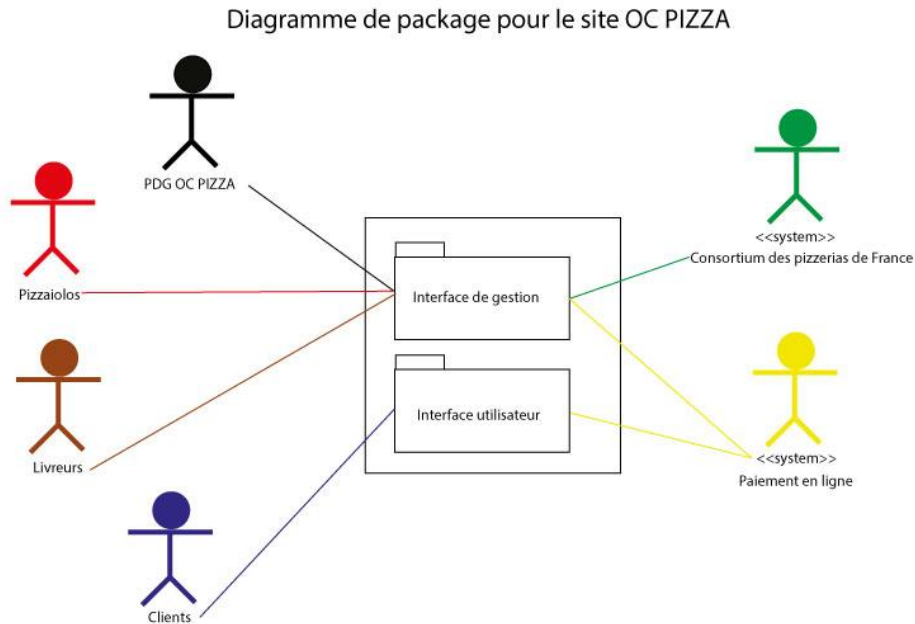 Diagramme de package pour le site OC PIZZA
PDG OC PIZZA
Pizzaiolos
Livreurs
Clients
Interface de gestion
Interface utilisateur
<<system>>
Consortium des pizzerias de France
<<system>>
Paiement en ligne